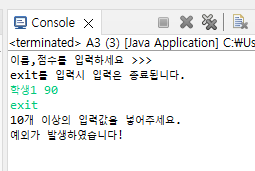 Console
<terminated> A3 (3) [Java Application] C:₩Us
이름,점수를 입력하세요 >>>
exit를 입력시 입력은 종료됩니다.
학생1 90
exit
10개 이상의 입력값을 넣어주세요.
예외가 발생하였습니다!